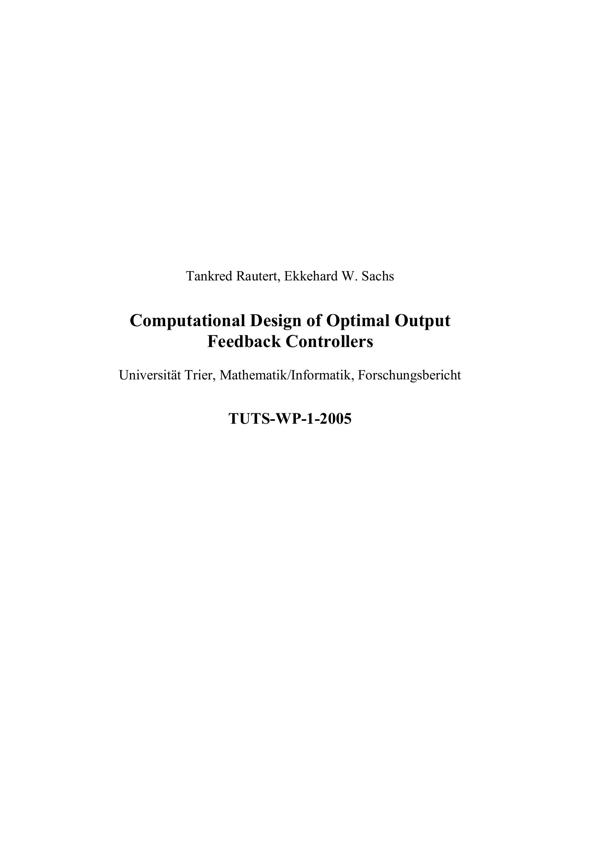 Tankred Rautert, Ekkehard W. Sachs
Computational Design of Optimal Output
Feedback Controllers
Universität Trier, Mathematik/Informatik, Forschungsbericht
TUTS-WP-1-2005